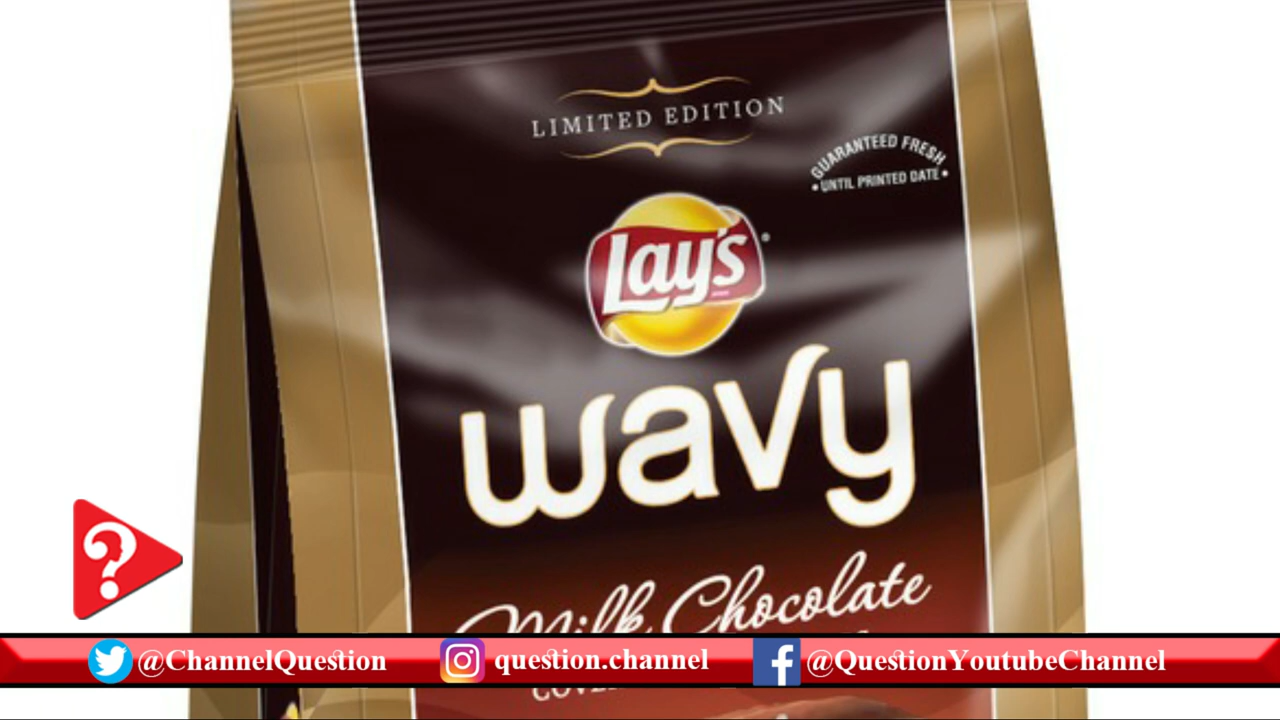 LIMITED EDITION
GUARANTEED FRESH
• UNTIL PRINTED DATE •
Lay's
wavy
Milk Chocolate
@ChannelQuestion
question.channel
@QuestionYoutubeChannel